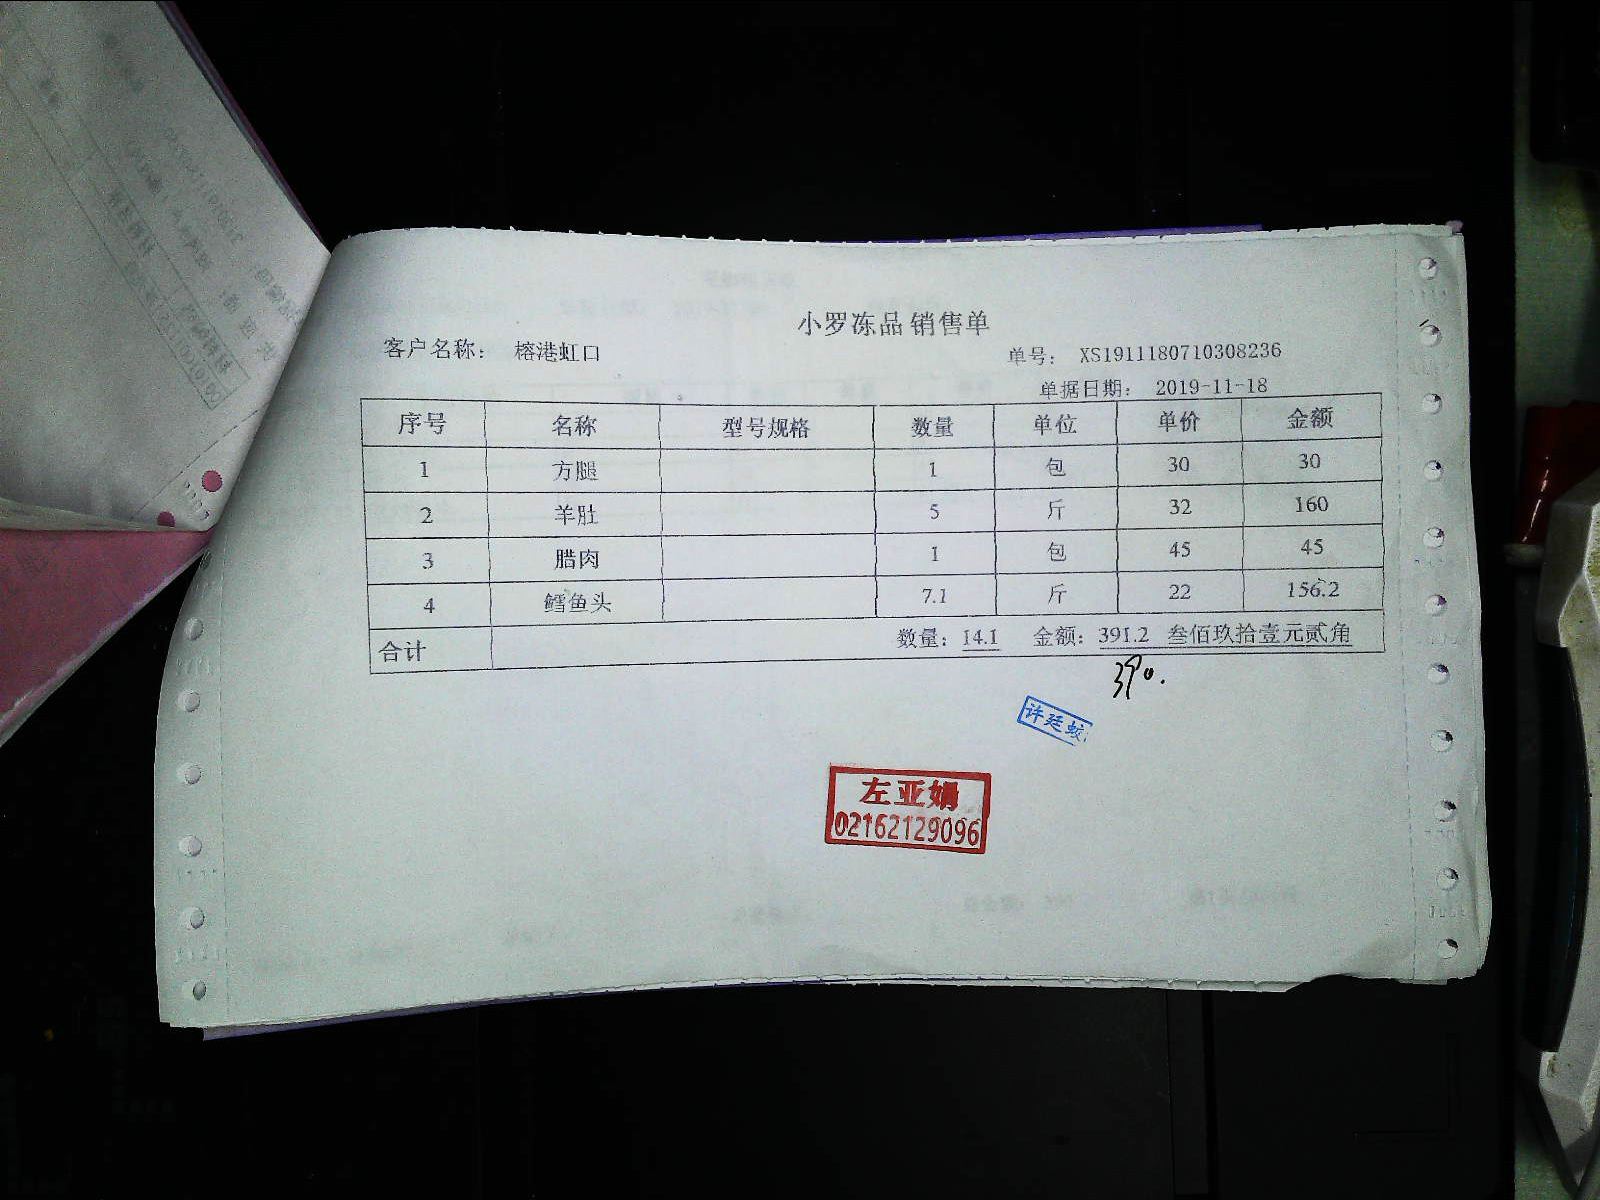 小罗冻品 销售单
客户名称: 榕港虹口
单号: XS1911180710308236
单据日期: 2019-11-18
序号 名称 型号规格 数量 单位 单价 金额
1 方腿 1 包 30 30
2 羊肚 5 斤 32 160
3 腊肉 1 包 45 45
4 鳕鱼头 7.1 斤 22 156.2
合计 数量: 14.1 金额: 391.2 叁佰玖拾壹元贰角
390.
许廷蛟
左亚娟
02162129096